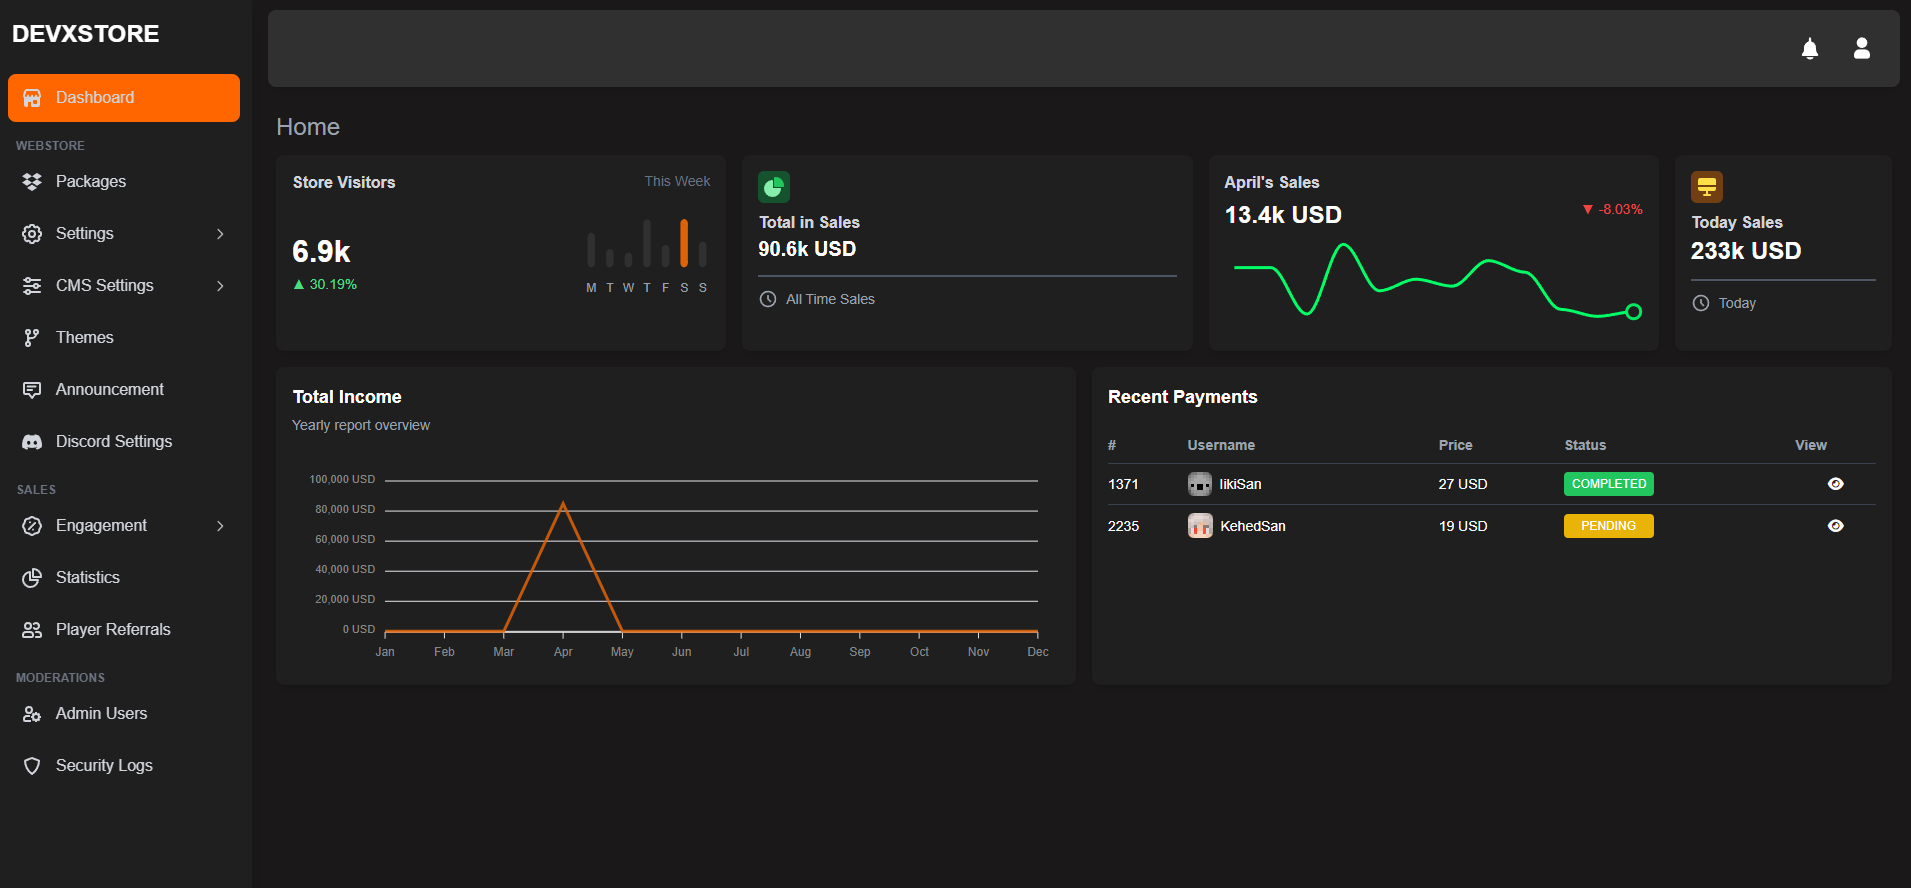 DEVXSTORE
Dashboard
WEBSTORE
Packages
Settings
CMS Settings
Themes
Announcement
Discord Settings
SALES
Engagement
Statistics
Player Referrals
MODERATIONS
Admin Users
Security Logs
Home
Store Visitors
This Week
6.9k
▲ 30.19%
M T W T F S S
Total in Sales
90.6k USD
All Time Sales
April's Sales
13.4k USD
▼ -8.03%
Today Sales
233k USD
Today
Total Income
Yearly report overview
100,000 USD
80,000 USD
60,000 USD
40,000 USD
20,000 USD
0 USD
Jan Feb Mar Apr May Jun Jul Aug Sep Oct Nov Dec
Recent Payments
# Username Price Status View
1371 IikiSan 27 USD COMPLETED
2235 KehedSan 19 USD PENDING